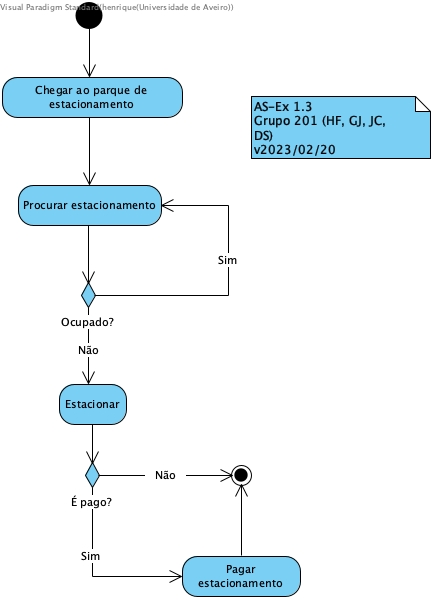 Visual Paradigm Standard(henrique(Universidade de Aveiro))
Chegar ao parque de
estacionamento
AS-Ex 1.3
Grupo 201 (HF, GJ, JC,
DS)
v2023/02/20
Procurar estacionamento
Sim
Ocupado?
Não
Estacionar
Não
É pago?
Sim
Pagar
estacionamento